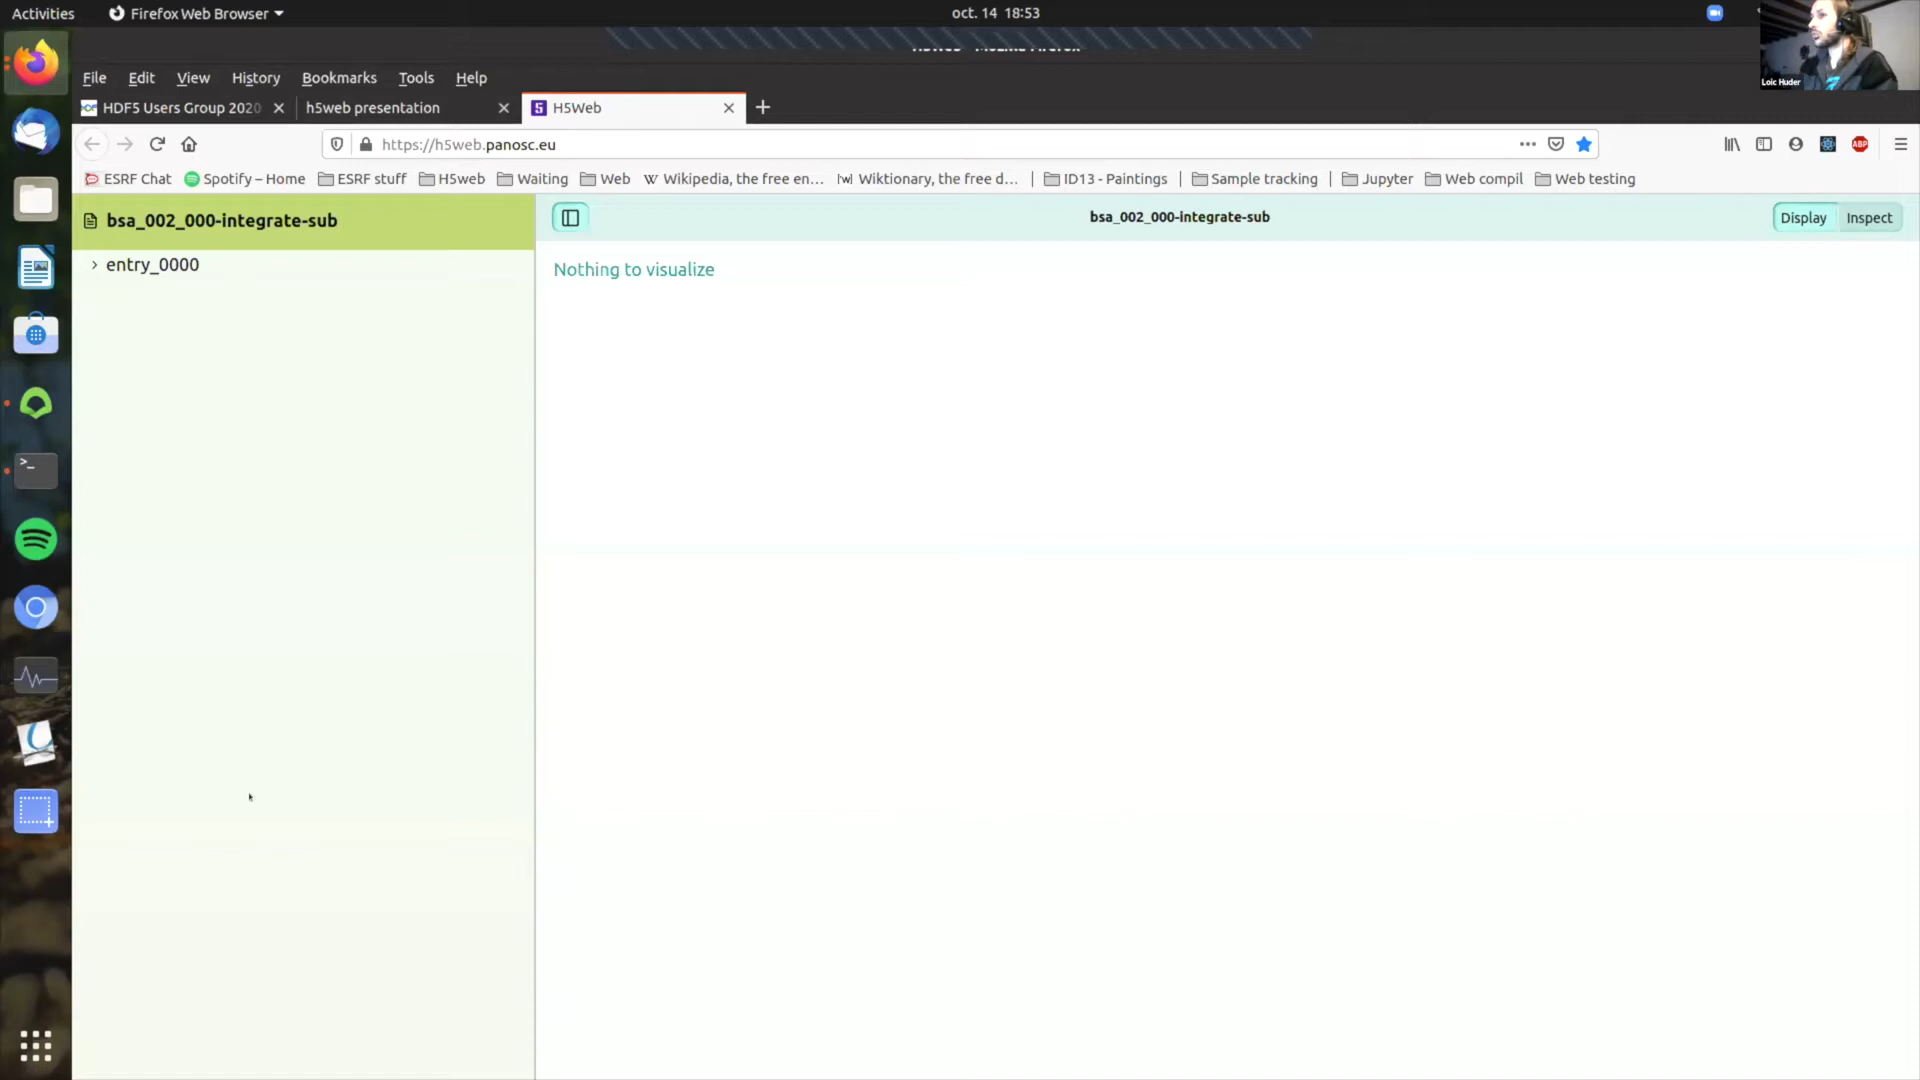 Activities Firefox Web Browser oct. 14 18:53
Loic Huder
File Edit View History Bookmarks Tools Help
HDF5 Users Group 2020 h5web presentation H5Web
https://h5web.panosc.eu
ABP
ESRF Chat Spotify – Home ESRF stuff H5web Waiting Web Wikipedia, the free en... Wiktionary, the free d... ID13 - Paintings Sample tracking Jupyter Web compil Web testing
bsa_002_000-integrate-sub
bsa_002_000-integrate-sub
Display Inspect
entry_0000
Nothing to visualize